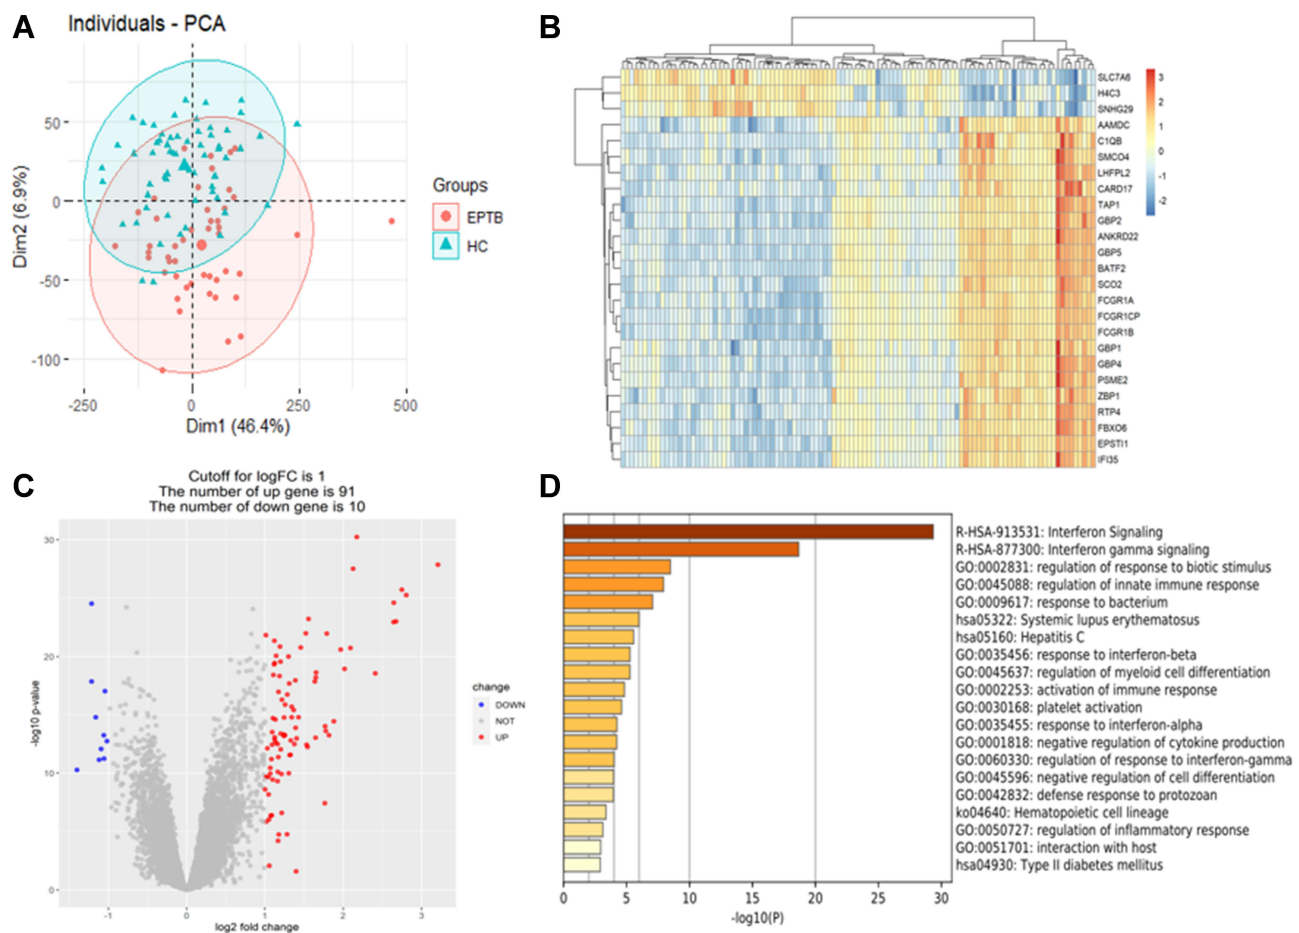 A
Individuals - PCA
50
0
-50
-100
-250
0
250
500
Dim2 (6.9%)
Dim1 (46.4%)
Groups
EPTB
HC
B
SLC7A6
H4C3
SNHG29
AAMDC
C1QB
SMCO4
LHFPL2
CARD17
TAP1
GBP2
ANKRD22
GBP5
BATF2
SCO2
FCGR1A
FCGR1CP
FCGR1B
GBP1
GBP4
PSME2
ZBP1
RTP4
FBXO6
EPSTI1
IFI35
3
2
1
0
-1
-2
C
Cutoff for logFC is 1
The number of up gene is 91
The number of down gene is 10
30
20
10
0
-1
0
1
2
3
-log10 p-value
log2 fold change
change
DOWN
NOT
UP
D
R-HSA-913531: Interferon Signaling
R-HSA-877300: Interferon gamma signaling
GO:0002831: regulation of response to biotic stimulus
GO:0045088: regulation of innate immune response
GO:0009617: response to bacterium
hsa05322: Systemic lupus erythematosus
hsa05160: Hepatitis C
GO:0035456: response to interferon-beta
GO:0045637: regulation of myeloid cell differentiation
GO:0002253: activation of immune response
GO:0030168: platelet activation
GO:0035455: response to interferon-alpha
GO:0001818: negative regulation of cytokine production
GO:0060330: regulation of response to interferon-gamma
GO:0045596: negative regulation of cell differentiation
GO:0042832: defense response to protozoan
ko04640: Hematopoietic cell lineage
GO:0050727: regulation of inflammatory response
GO:0051701: interaction with host
hsa04930: Type II diabetes mellitus
0
5
10
15
20
25
30
-log10(P)